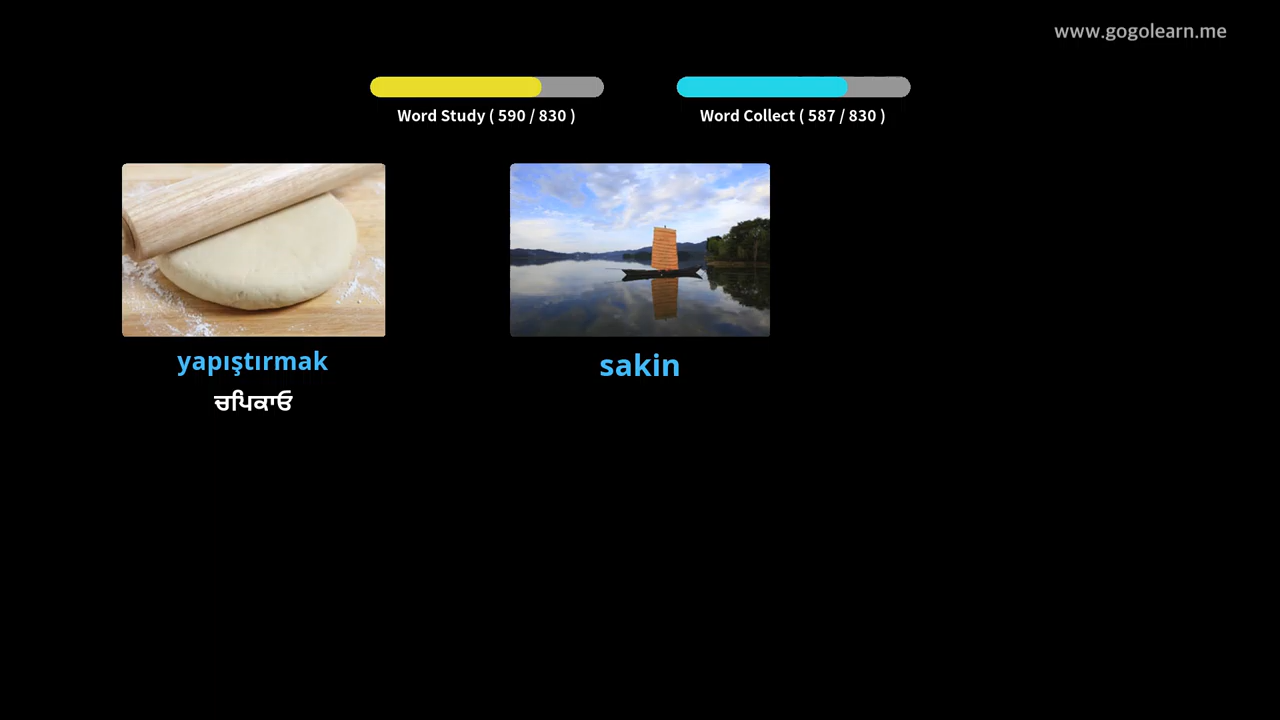 www.gogolearn.me
Word Study ( 590 / 830 )
Word Collect ( 587 / 830 )
yapıştırmak
ਚਪਿਕਾਓ
sakin